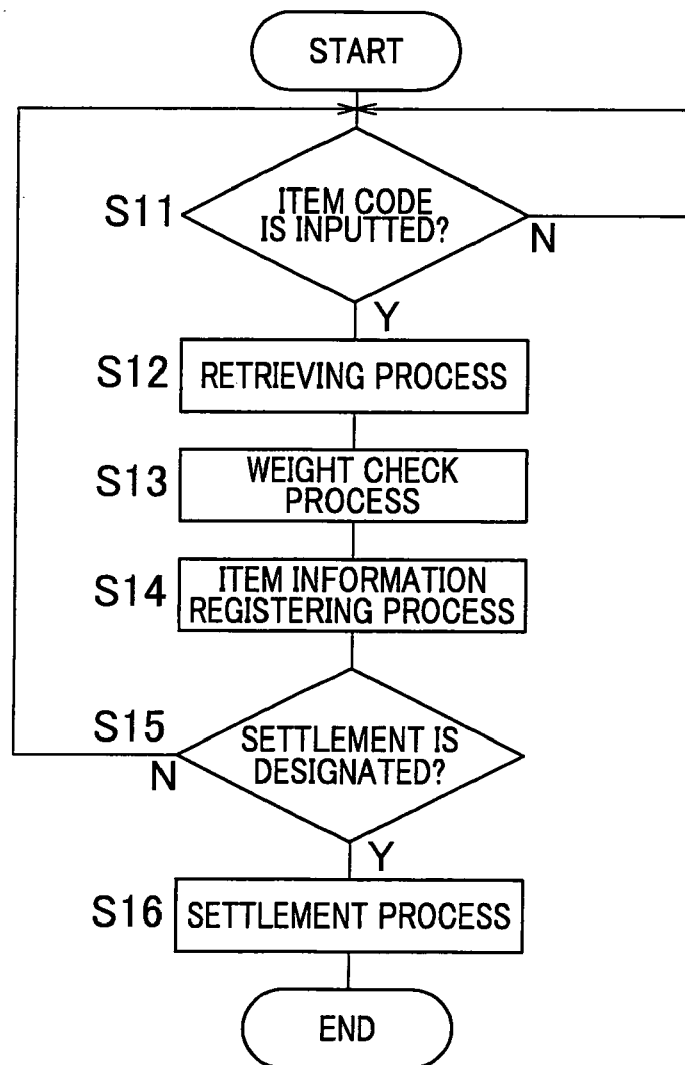 START
S11
ITEM CODE
IS INPUTTED?
N
Y
S12
RETRIEVING PROCESS
S13
WEIGHT CHECK
PROCESS
S14
ITEM INFORMATION
REGISTERING PROCESS
S15
SETTLEMENT IS
DESIGNATED?
N
Y
S16
SETTLEMENT PROCESS
END